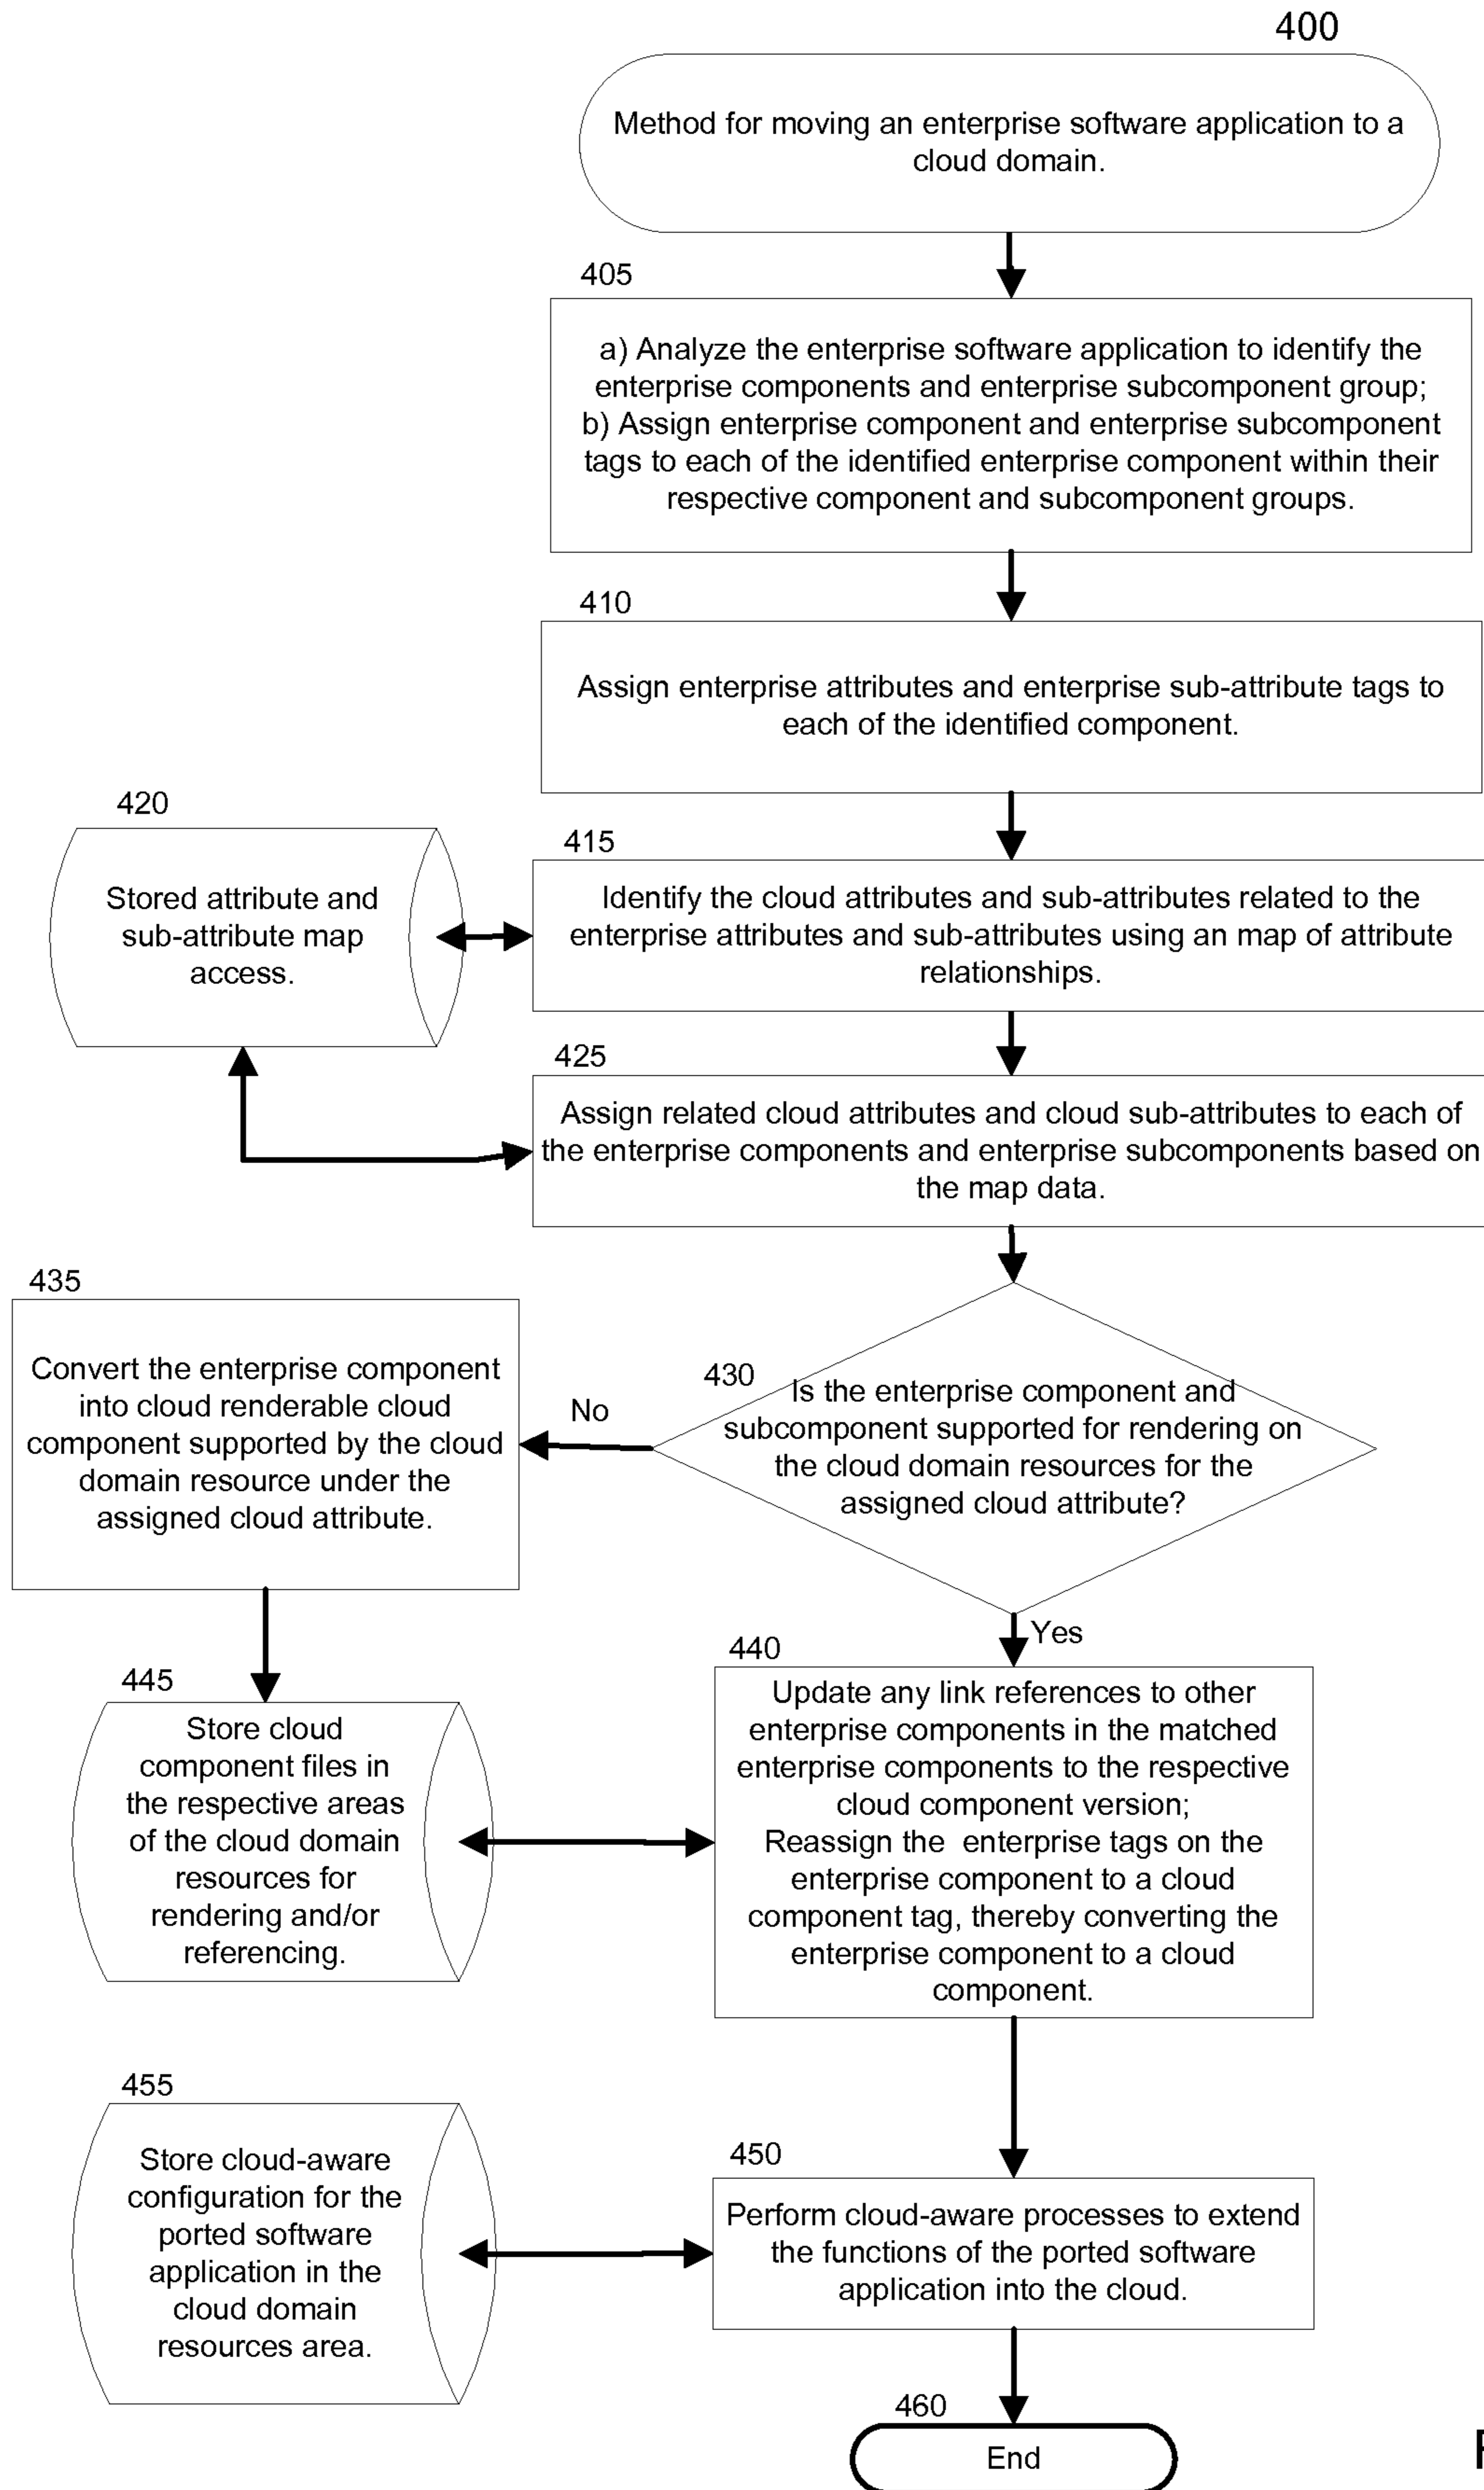 400
Method for moving an enterprise software application to a
cloud domain.
405
a) Analyze the enterprise software application to identify the
enterprise components and enterprise subcomponent group;
b) Assign enterprise component and enterprise subcomponent
tags to each of the identified enterprise component within their
respective component and subcomponent groups.
410
Assign enterprise attributes and enterprise sub-attribute tags to
each of the identified component.
420
Stored attribute and
sub-attribute map
access.
415
Identify the cloud attributes and sub-attributes related to the
enterprise attributes and sub-attributes using an map of attribute
relationships.
425
Assign related cloud attributes and cloud sub-attributes to each of
the enterprise components and enterprise subcomponents based on
the map data.
435
Convert the enterprise component
into cloud renderable cloud
component supported by the cloud
domain resource under the
assigned cloud attribute.
No
430
Is the enterprise component and
subcomponent supported for rendering on
the cloud domain resources for the
assigned cloud attribute?
Yes
445
Store cloud
component files in
the respective areas
of the cloud domain
resources for
rendering and/or
referencing.
440
Update any link references to other
enterprise components in the matched
enterprise components to the respective
cloud component version;
Reassign the enterprise tags on the
enterprise component to a cloud
component tag, thereby converting the
enterprise component to a cloud
component.
455
Store cloud-aware
configuration for the
ported software
application in the
cloud domain
resources area.
450
Perform cloud-aware processes to extend
the functions of the ported software
application into the cloud.
460
End